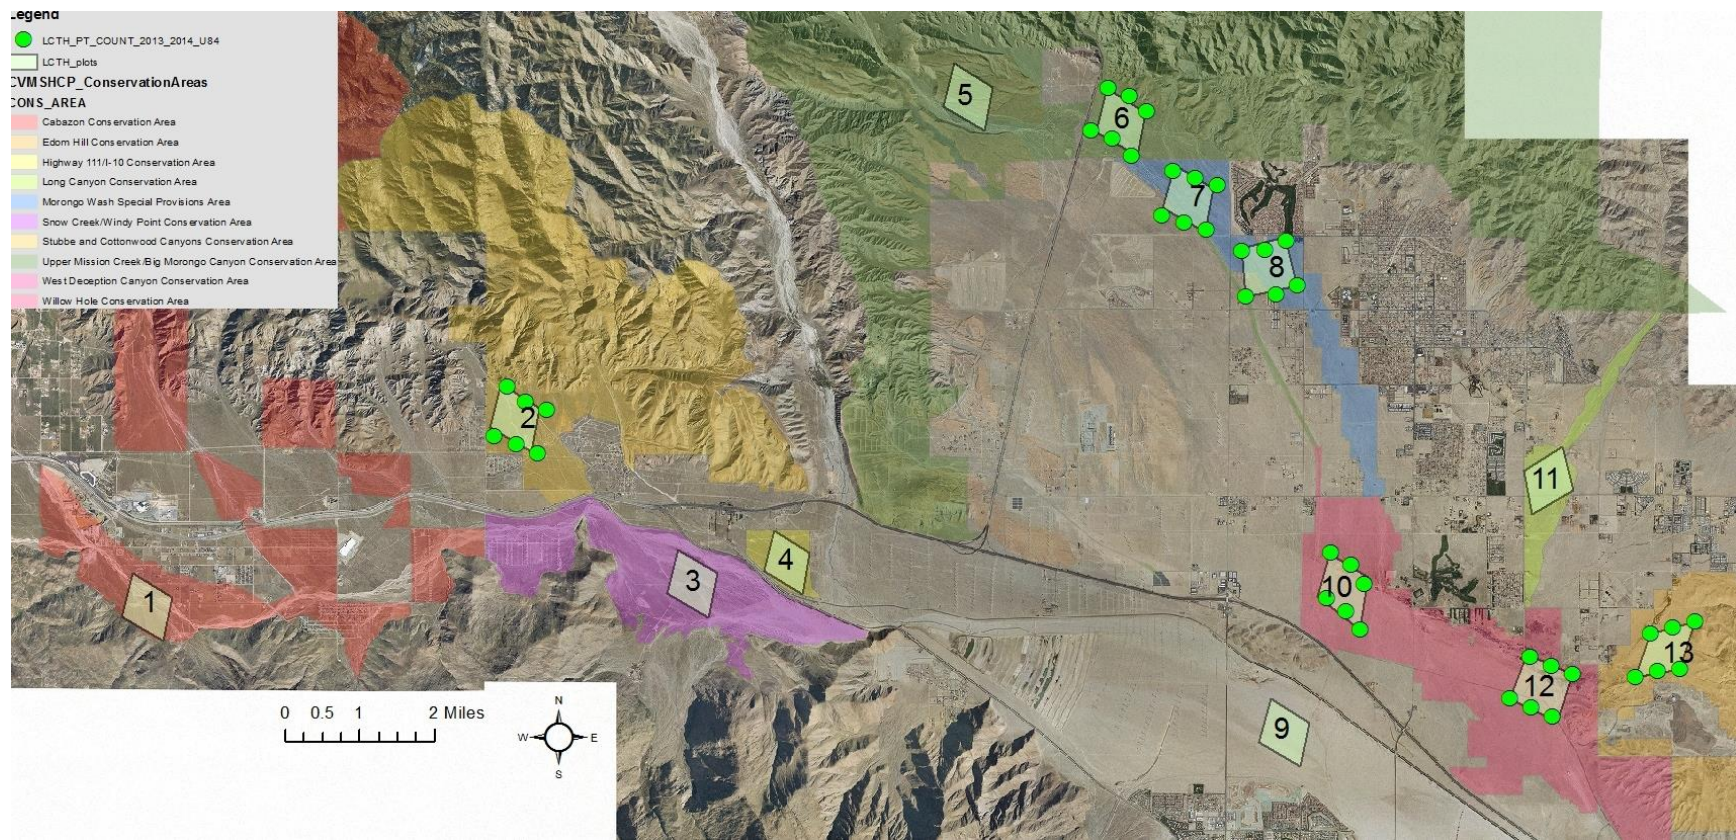 Legend
LCTH_PT_COUNT_2013_2014_U84
LCTH_plots
CVMSHCP_ConservationAreas
CONS_AREA
Cabazon Conservation Area
Edom Hill Conservation Area
Highway 111/I-10 Conservation Area
Long Canyon Conservation Area
Morongo Wash Special Provisions Area
Snow Creek/Windy Point Conservation Area
Stubbe and Cottonwood Canyons Conservation Area
Upper Mission Creek/Big Morongo Canyon Conservation Area
West Deception Canyon Conservation Area
Willow Hole Conservation Area
5
6
7
8
2
11
4
3
10
1
13
12
9
0 0.5 1 2 Miles
N
W E
S